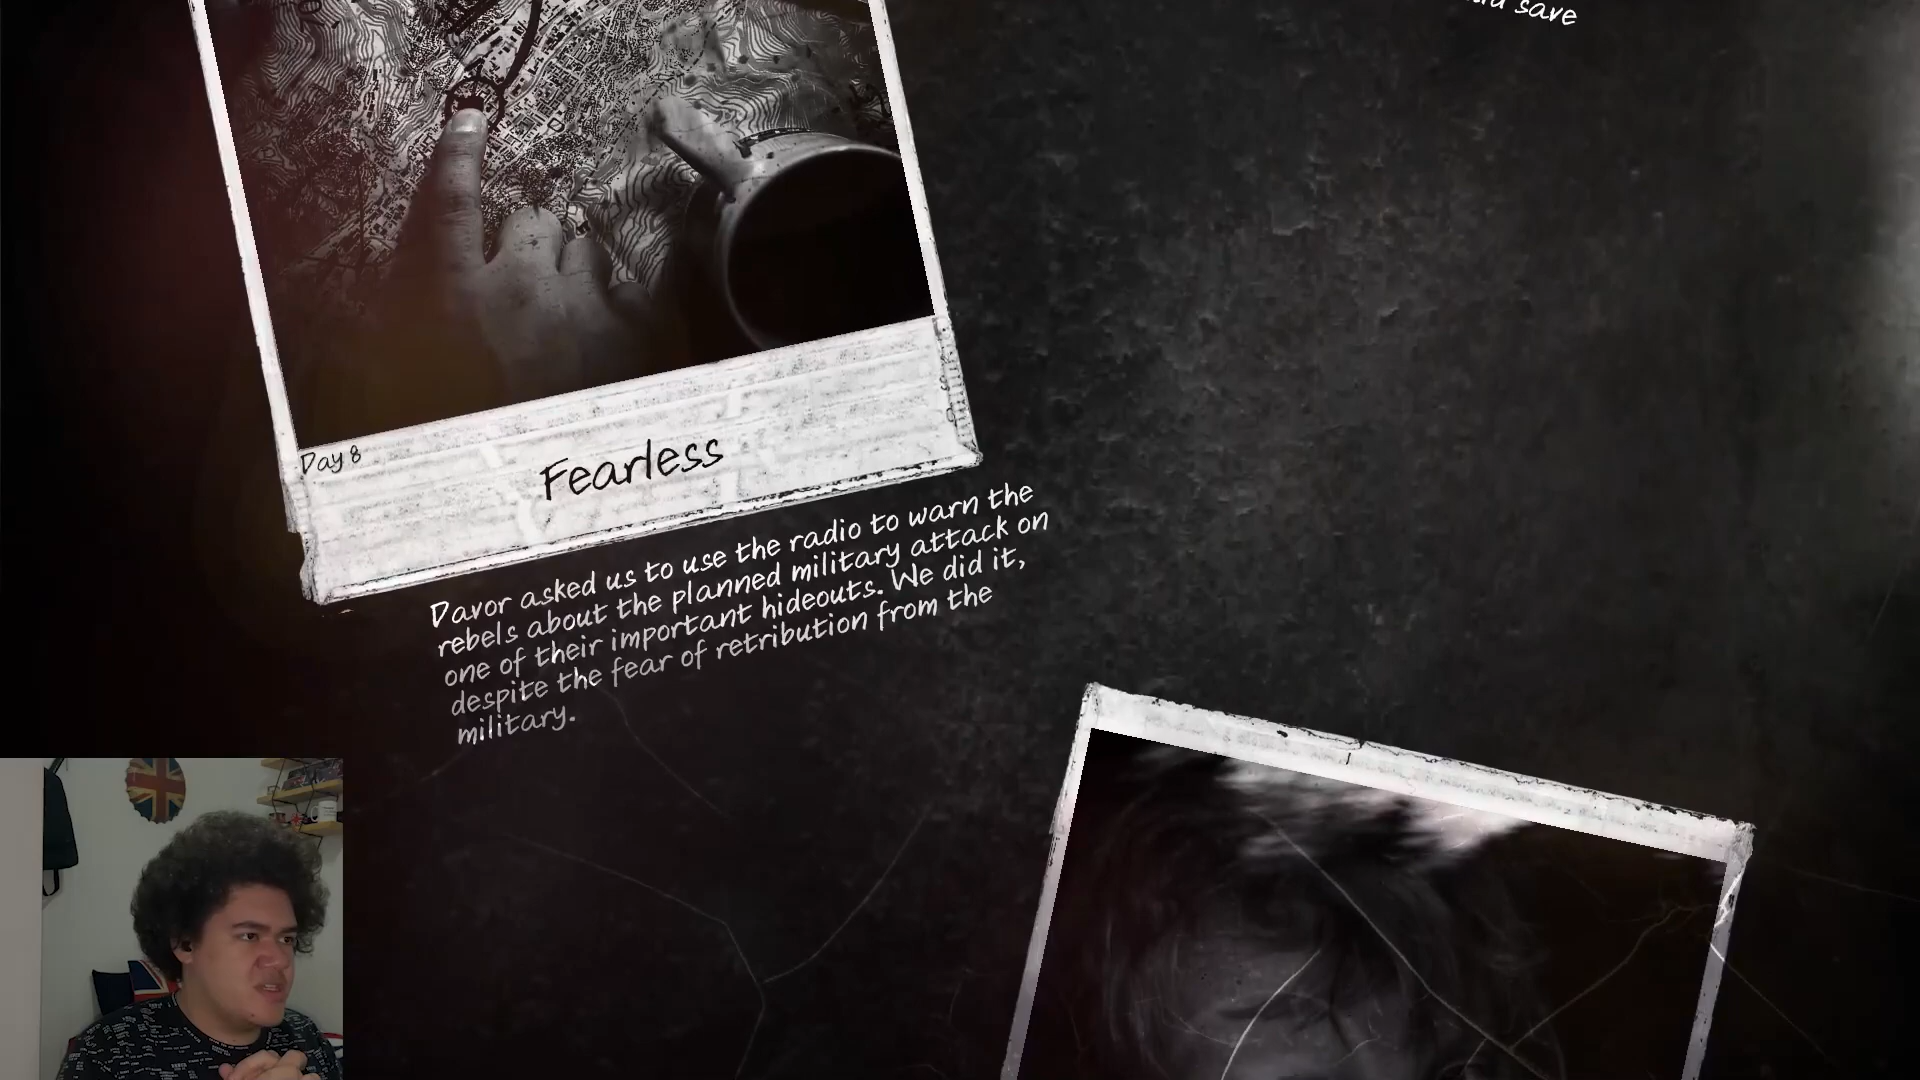 save
Day 8
Fearless
Davor asked us to use the radio to warn the
rebels about the planned military attack on
one of their important hideouts. We did it,
despite the fear of retribution from the
military.